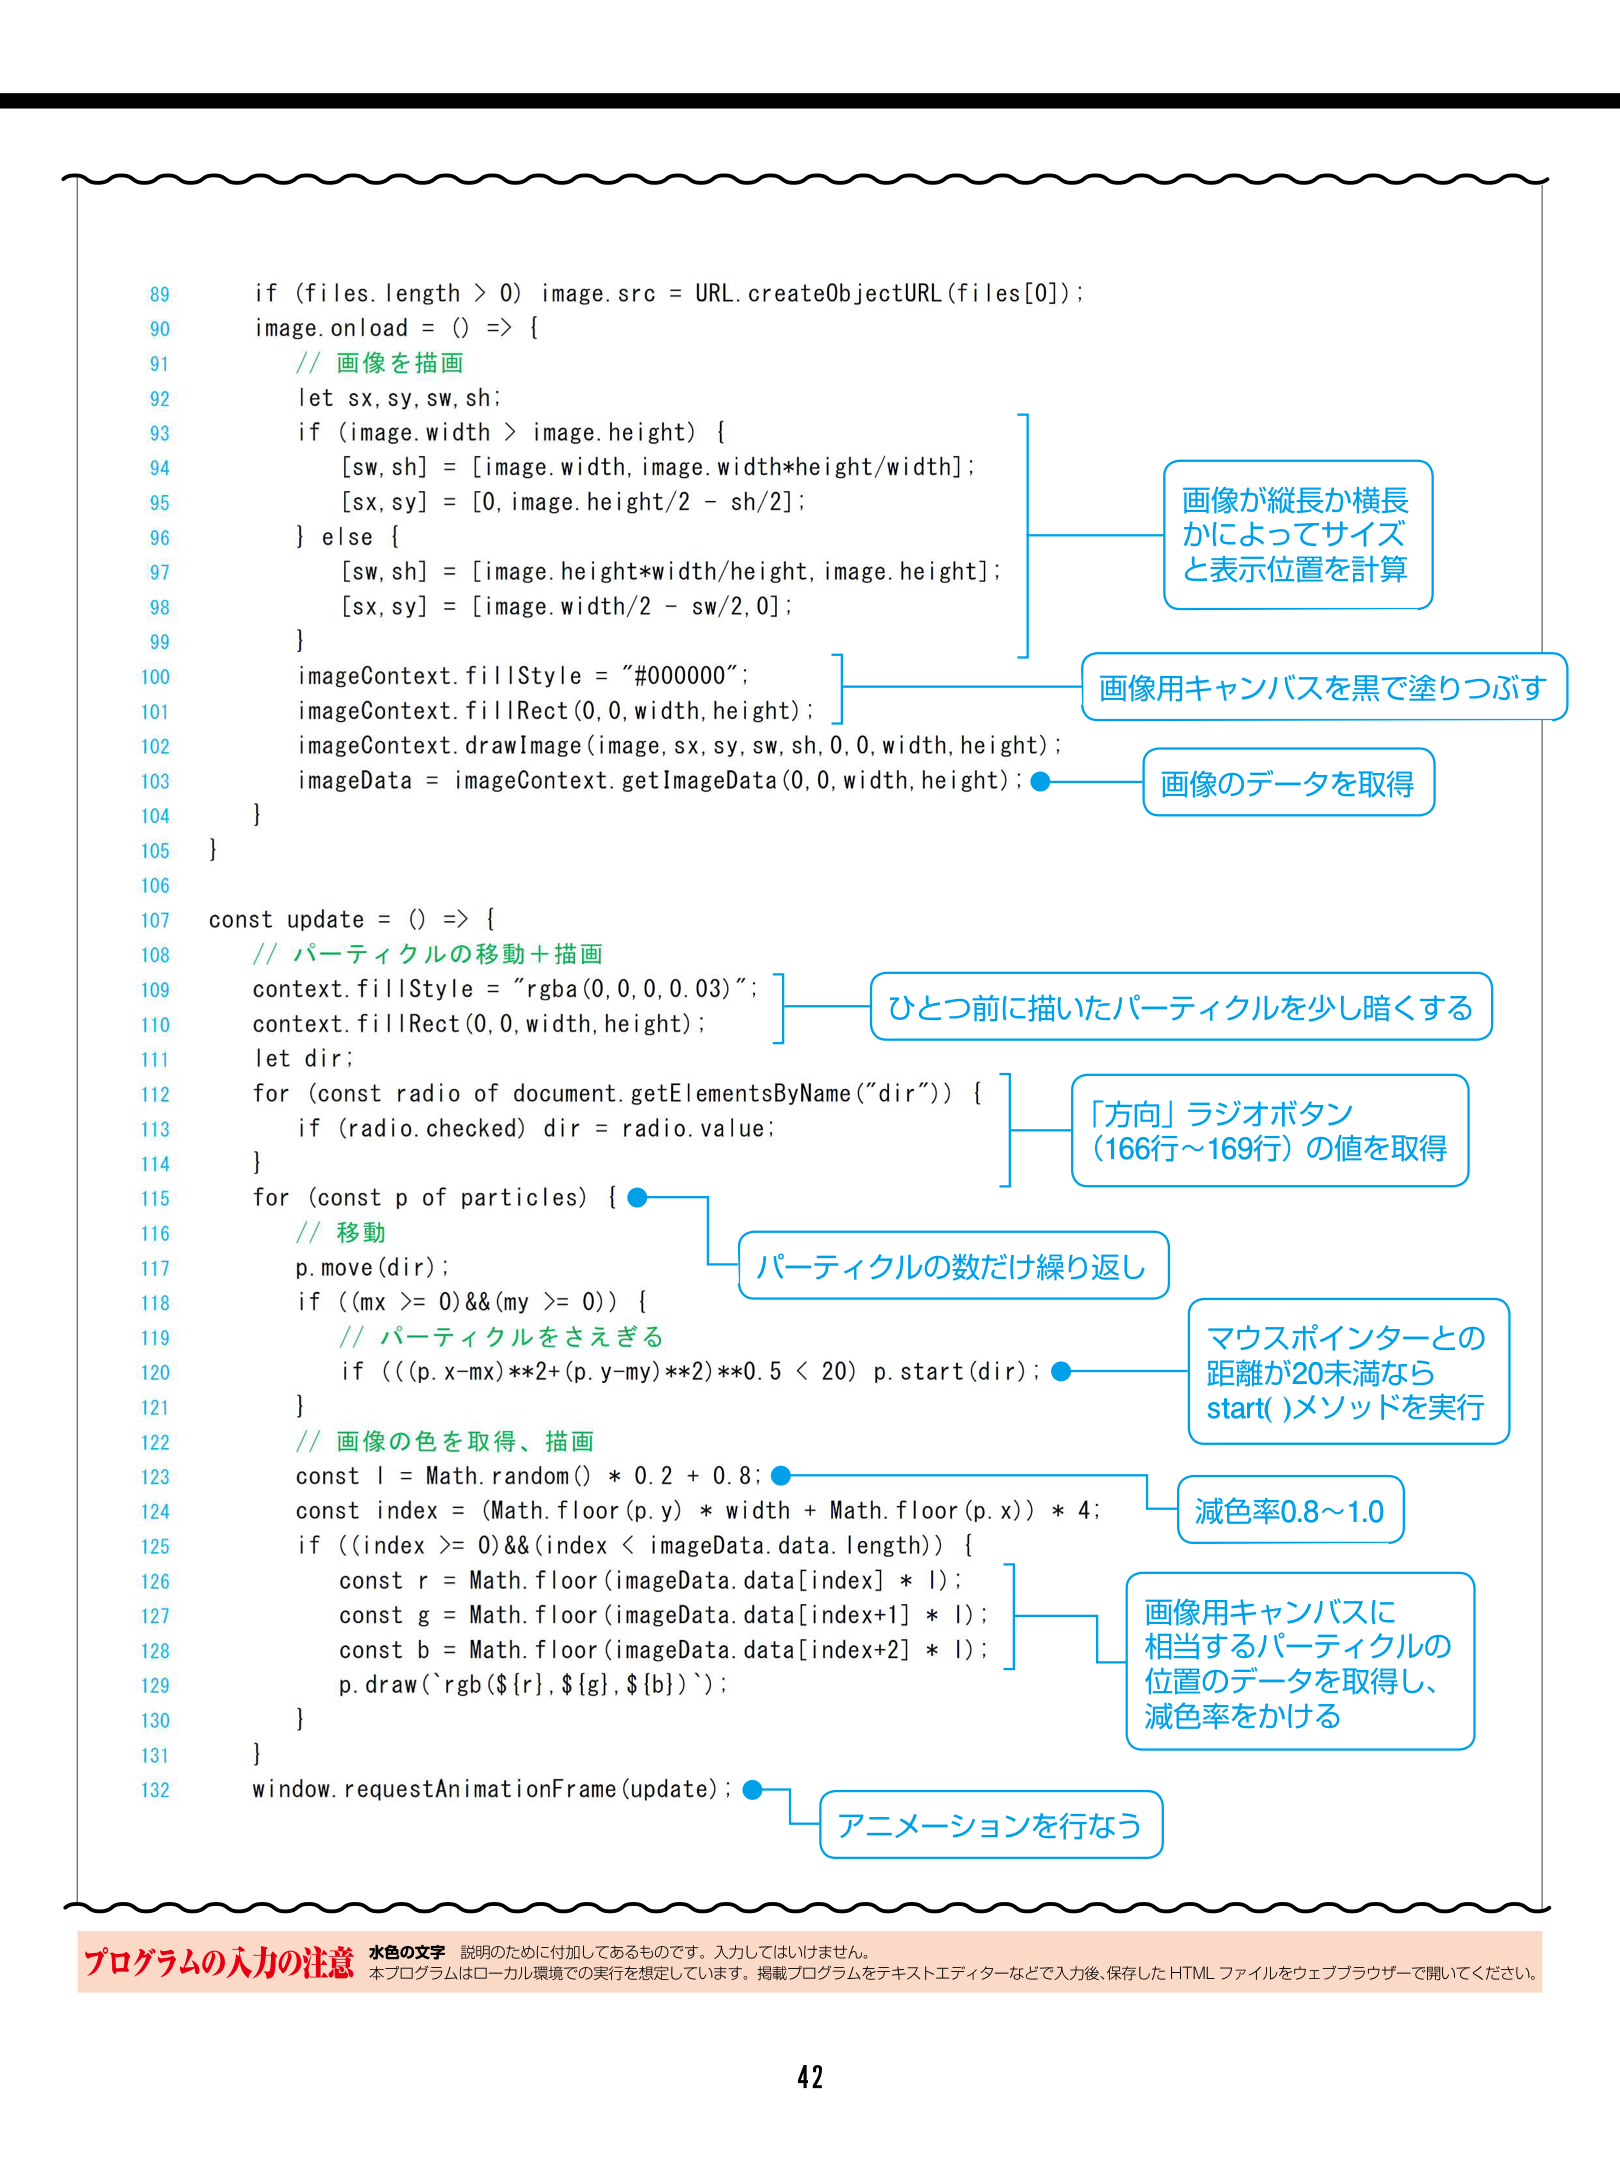 89 if (files.length > 0) image.src = URL.createObjectURL(files[0]);
90 image.onload = () => {
91 // 画像を描画
92 let sx,sy,sw,sh;
93 if (image.width > image.height) {
94 [sw,sh] = [image.width,image.width*height/width];
95 [sx,sy] = [0,image.height/2 - sh/2];
96 } else {
97 [sw,sh] = [image.height*width/height,image.height];
98 [sx,sy] = [image.width/2 - sw/2,0];
99 }
画像が縦長か横長
かによってサイズ
と表示位置を計算
100 imageContext.fillStyle = "#000000";
101 imageContext.fillRect(0,0,width,height);
画像用キャンバスを黒で塗りつぶす
102 imageContext.drawImage(image,sx,sy,sw,sh,0,0,width,height);
103 imageData = imageContext.getImageData(0,0,width,height);
画像のデータを取得
104 }
105 }
106
107 const update = () => {
108 // パーティクルの移動＋描画
109 context.fillStyle = "rgba(0,0,0,0.03)";
110 context.fillRect(0,0,width,height);
ひとつ前に描いたパーティクルを少し暗くする
111 let dir;
112 for (const radio of document.getElementsByName("dir")) {
113 if (radio.checked) dir = radio.value;
114 }
「方向」ラジオボタン
（166行～169行）の値を取得
115 for (const p of particles) {
パーティクルの数だけ繰り返し
116 // 移動
117 p.move(dir);
118 if ((mx >= 0)&&(my >= 0)) {
119 // パーティクルをさえぎる
120 if (((p.x-mx)**2+(p.y-my)**2)**0.5 < 20) p.start(dir);
マウスポインターとの
距離が20未満なら
start( )メソッドを実行
121 }
122 // 画像の色を取得、描画
123 const l = Math.random() * 0.2 + 0.8;
減色率0.8～1.0
124 const index = (Math.floor(p.y) * width + Math.floor(p.x)) * 4;
125 if ((index >= 0)&&(index < imageData.data.length)) {
126 const r = Math.floor(imageData.data[index] * l);
127 const g = Math.floor(imageData.data[index+1] * l);
128 const b = Math.floor(imageData.data[index+2] * l);
画像用キャンバスに
相当するパーティクルの
位置のデータを取得し、
減色率をかける
129 p.draw(`rgb(${r},${g},${b})`);
130 }
131 }
132 window.requestAnimationFrame(update);
アニメーションを行なう
プログラムの入力の注意
水色の文字 説明のために付加してあるものです。入力してはいけません。
本プログラムはローカル環境での実行を想定しています。掲載プログラムをテキストエディターなどで入力後、保存した HTML ファイルをウェブブラウザーで開いてください。
42